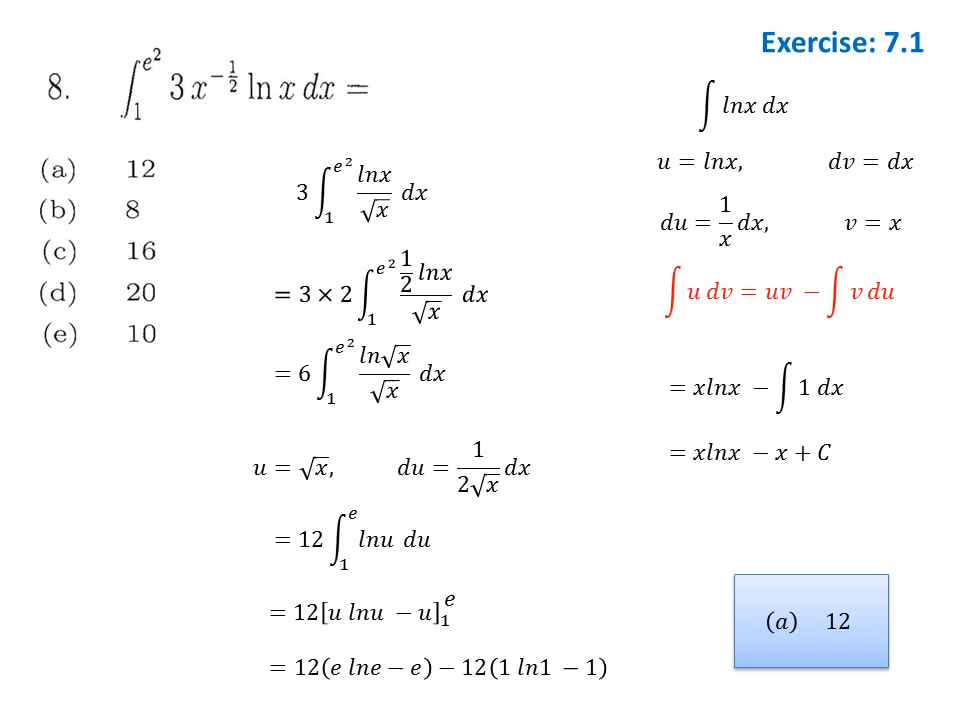 Exercise: 7.1
8. ∫₁^{e²} 3 x^{-1/2} ln x dx =
(a) 12
(b) 8
(c) 16
(d) 20
(e) 10
3 ∫₁^{e²} lnx/√x dx
= 3 × 2 ∫₁^{e²} (1/2 lnx)/√x dx
= 6 ∫₁^{e²} ln√x/√x dx
u = √x, du = 1/(2√x) dx
= 12 ∫₁^{e} lnu du
= 12[u lnu − u]₁^{e}
= 12(e lne − e) − 12(1 ln1 − 1)
∫ lnx dx
u = lnx, dv = dx
du = 1/x dx, v = x
∫ u dv = uv − ∫ v du
= xlnx − ∫ 1 dx
= xlnx − x + C
(a) 12